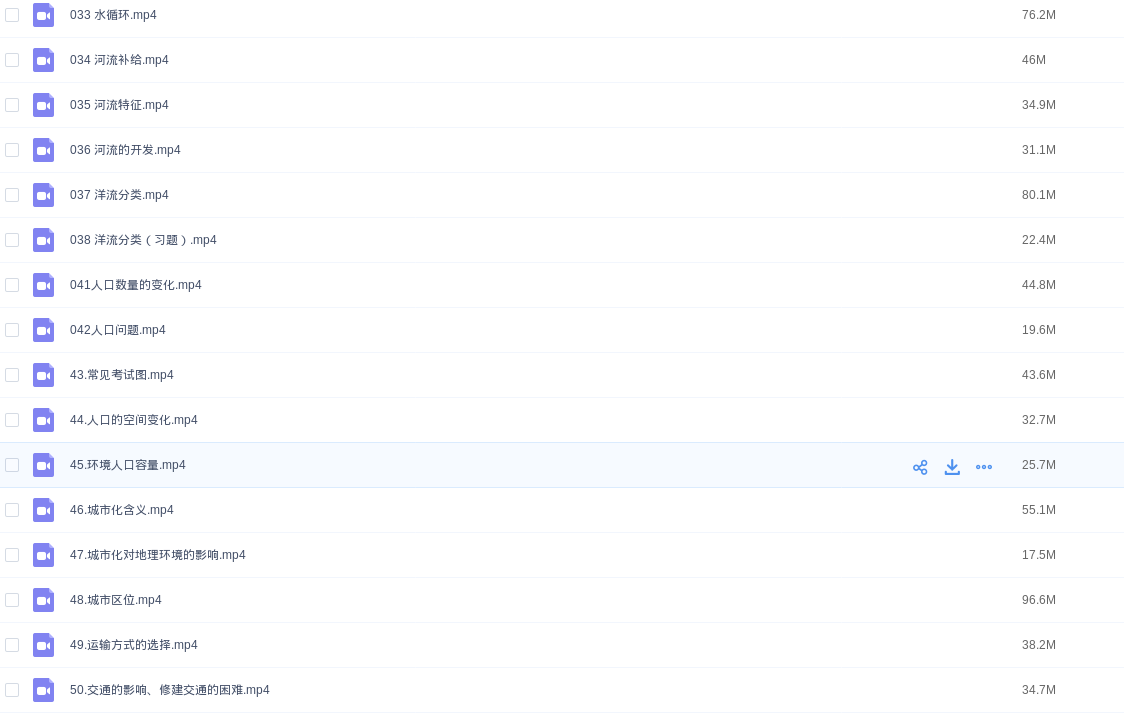 033 水循环.mp4 76.2M
034 河流补给.mp4 46M
035 河流特征.mp4 34.9M
036 河流的开发.mp4 31.1M
037 洋流分类.mp4 80.1M
038 洋流分类（习题）.mp4 22.4M
041人口数量的变化.mp4 44.8M
042人口问题.mp4 19.6M
43.常见考试图.mp4 43.6M
44.人口的空间变化.mp4 32.7M
45.环境人口容量.mp4 25.7M
46.城市化含义.mp4 55.1M
47.城市化对地理环境的影响.mp4 17.5M
48.城市区位.mp4 96.6M
49.运输方式的选择.mp4 38.2M
50.交通的影响、修建交通的困难.mp4 34.7M